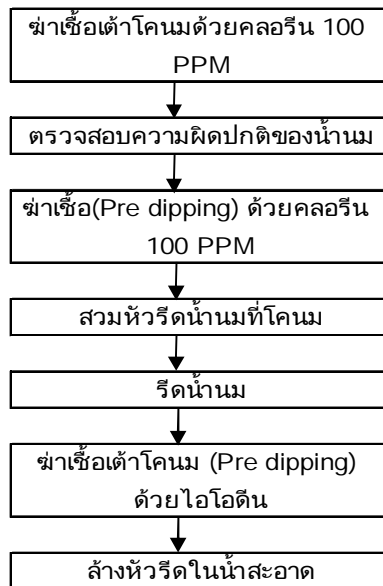 ฆ่าเชื้อเต้าโคนมด้วยคลอรีน 100
PPM
ตรวจสอบความผิดปกติของน้ำนม
ฆ่าเชื้อ(Pre dipping) ด้วยคลอรีน
100 PPM
สวมหัวรีดน้ำนมที่โคนม
รีดน้ำนม
ฆ่าเชื้อเต้าโคนม (Pre dipping)
ด้วยไอโอดีน
ล้างหัวรีดในน้ำสะอาด